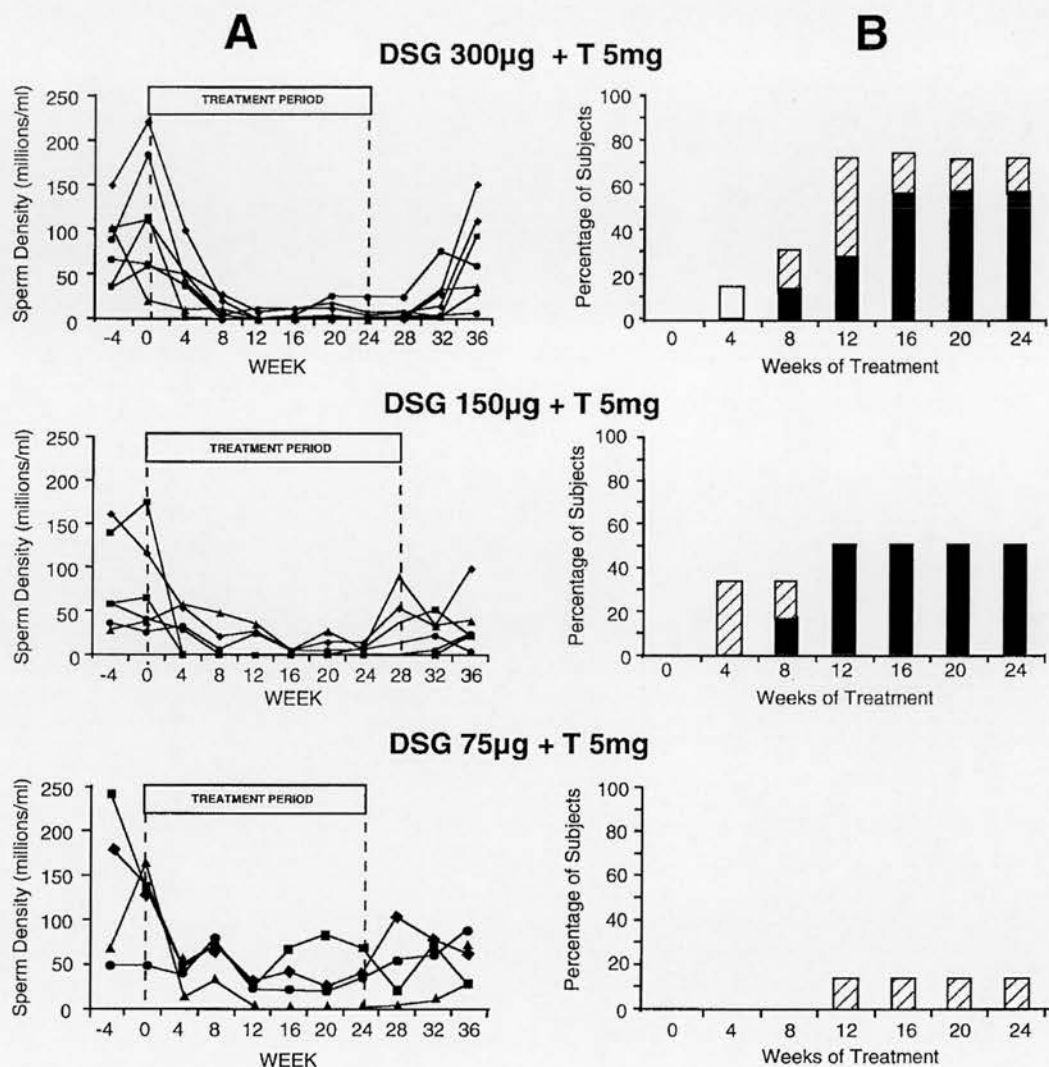 A
B
DSG 300µg + T 5mg
250
200
150
100
50
0
Sperm Density (millions/ml)
TREATMENT PERIOD
-4 0 4 8 12 16 20 24 28 32 36
WEEK
100
80
60
40
20
0
Percentage of Subjects
0 4 8 12 16 20 24
Weeks of Treatment
DSG 150µg + T 5mg
250
200
150
100
50
0
Sperm Density (millions/ml)
TREATMENT PERIOD
-4 0 4 8 12 16 20 24 28 32 36
WEEK
100
80
60
40
20
0
Percentage of Subjects
0 4 8 12 16 20 24
Weeks of Treatment
DSG 75µg + T 5mg
250
200
150
100
50
0
Sperm Density (millions/ml)
TREATMENT PERIOD
-4 0 4 8 12 16 20 24 28 32 36
WEEK
100
80
60
40
20
0
Percentage of Subjects
0 4 8 12 16 20 24
Weeks of Treatment